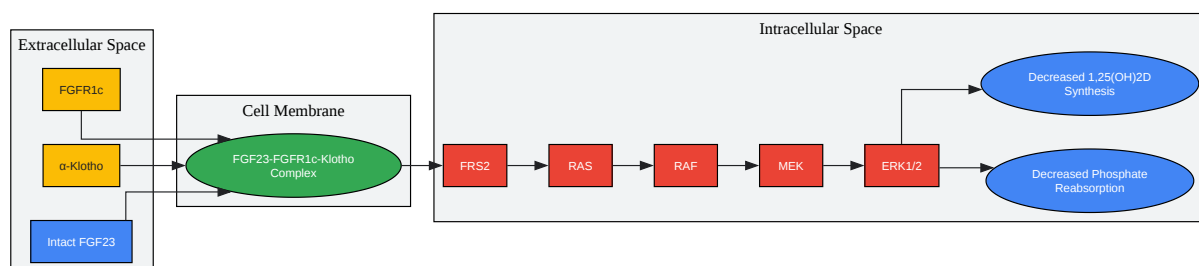 Extracellular Space
FGFR1c
α-Klotho
Intact FGF23
Cell Membrane
FGF23-FGFR1c-Klotho
Complex
Intracellular Space
FRS2
RAS
RAF
MEK
ERK1/2
Decreased 1,25(OH)2D
Synthesis
Decreased Phosphate
Reabsorption